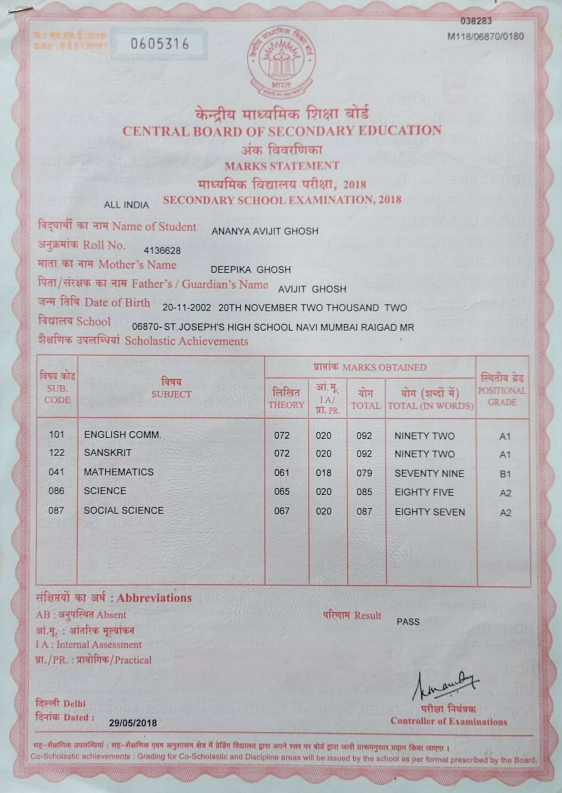 038283
0605316
M118/06870/0180
भारत
केन्द्रीय माध्यमिक शिक्षा बोर्ड
CENTRAL BOARD OF SECONDARY EDUCATION
अंक विवरणिका
MARKS STATEMENT
माध्यमिक विद्यालय परीक्षा, 2018
ALL INDIA SECONDARY SCHOOL EXAMINATION, 2018
विद्यार्थी का नाम Name of Student ANANYA AVIJIT GHOSH
अनुक्रमांक Roll No. 4136628
माता का नाम Mother's Name DEEPIKA GHOSH
पिता/संरक्षक का नाम Father's / Guardian's Name AVIJIT GHOSH
जन्म तिथि Date of Birth 20-11-2002 20TH NOVEMBER TWO THOUSAND TWO
विद्यालय School 06870- ST.JOSEPH'S HIGH SCHOOL NAVI MUMBAI RAIGAD MR
शैक्षणिक उपलब्धियां Scholastic Achievements
विषय कोड SUB. CODE विषय SUBJECT प्राप्तांक MARKS OBTAINED स्थितीय ग्रेड POSITIONAL GRADE
लिखित THEORY आं.मू. I A/ प्रा. PR. योग TOTAL योग (शब्दों में) TOTAL (IN WORDS)
101 ENGLISH COMM. 072 020 092 NINETY TWO A1
122 SANSKRIT 072 020 092 NINETY TWO A1
041 MATHEMATICS 061 018 079 SEVENTY NINE B1
086 SCIENCE 065 020 085 EIGHTY FIVE A2
087 SOCIAL SCIENCE 067 020 087 EIGHTY SEVEN A2
संक्षिप्तियों का अर्थ : Abbreviations
AB : अनुपस्थित Absent परिणाम Result PASS
आं.मू. : आंतरिक मूल्यांकन
I A : Internal Assessment
प्रा./PR. : प्रायोगिक/Practical
दिल्ली Delhi परीक्षा नियंत्रक
दिनांक Dated : 29/05/2018 Controller of Examinations
सह-शैक्षणिक उपलब्धियां : सह-शैक्षणिक एवम अनुशासन क्षेत्र में ग्रेडिंग विद्यालय द्वारा अपने स्तर पर बोर्ड द्वारा जारी प्रारूपनुसार प्रदान किया जाएगा ।
Co-Scholastic achievements : Grading for Co-Scholastic and Discipline areas will be issued by the school as per format prescribed by the Board.